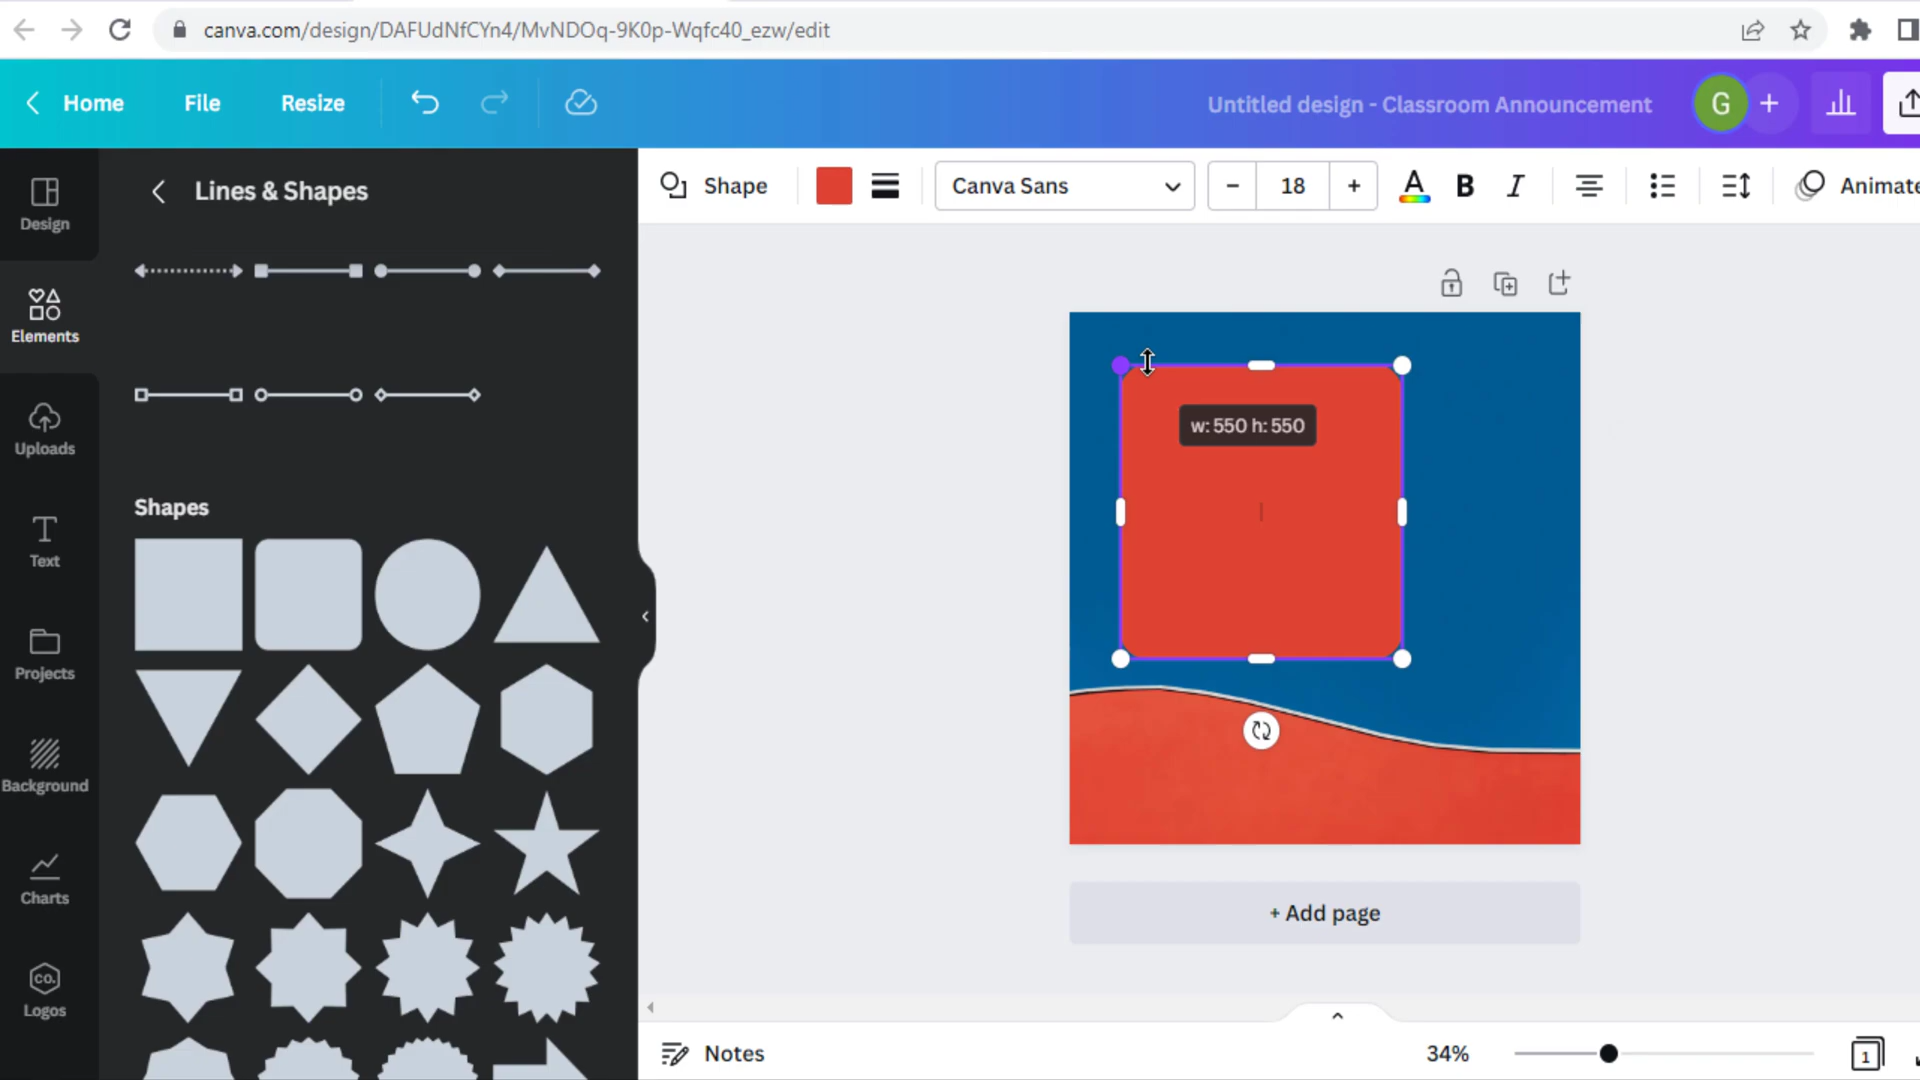 canva.com/design/DAFUdNfCYn4/MvNDOq-9K0p-Wqfc40_ezw/edit
Home File Resize Untitled design - Classroom Announcement G +
Design
Elements
Uploads
Text
Projects
Background
Charts
CO.
Logos
Lines & Shapes
Shapes
Shape Canva Sans − 18 + A B I Animate
w: 550 h: 550
+ Add page
Notes 34% 1